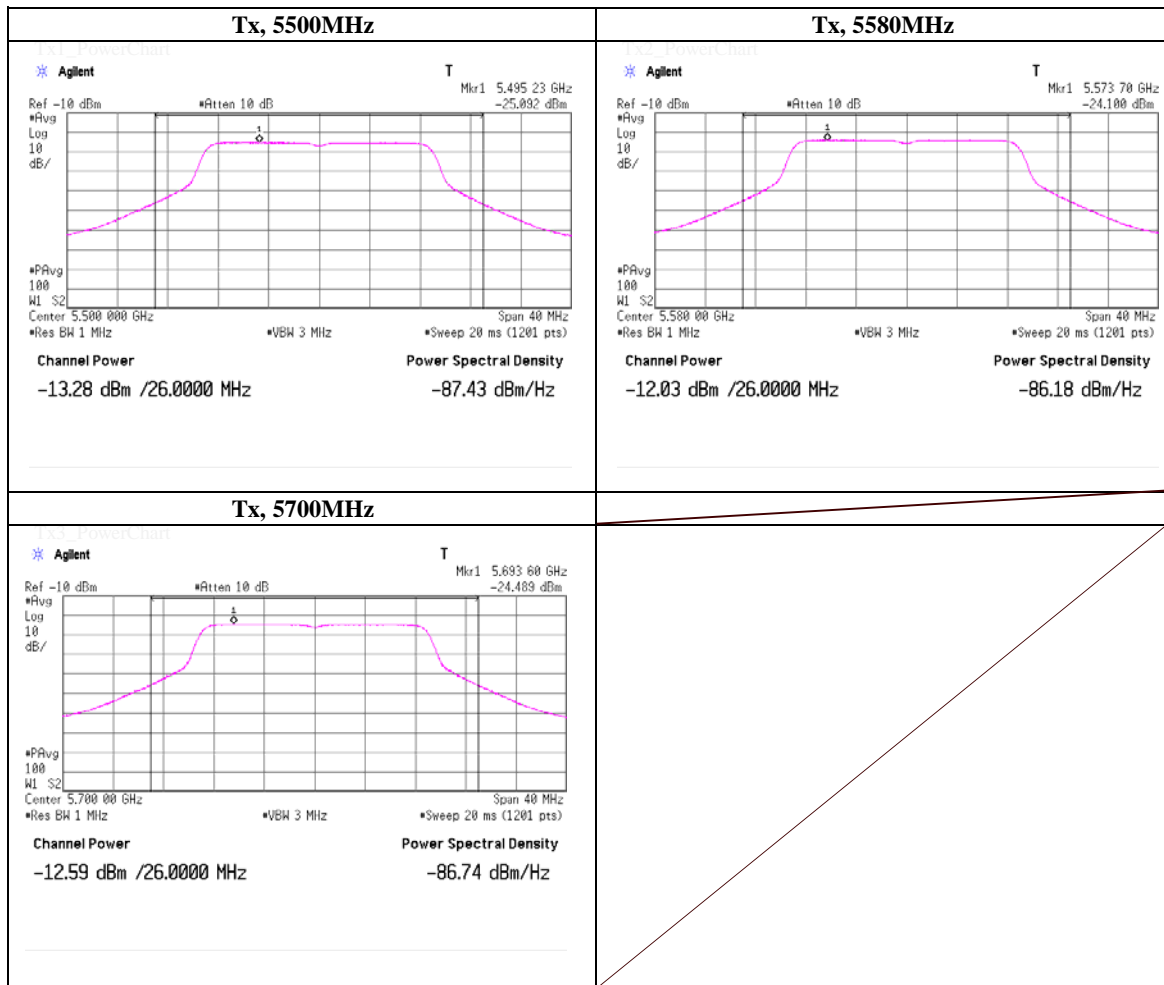 Tx, 5500MHz
Tx1_PowerChart
Agilent
T
Mkr1 5.495 23 GHz
Ref -10 dBm
#Atten 10 dB
-25.092 dBm
#Avg
Log
10
dB/
1
#PAvg
100
W1 S2
Center 5.500 000 GHz
Span 40 MHz
#Res BW 1 MHz
#VBW 3 MHz
#Sweep 20 ms (1201 pts)
Channel Power
Power Spectral Density
-13.28 dBm /26.0000 MHz
-87.43 dBm/Hz
Tx, 5580MHz
Tx2_PowerChart
Agilent
T
Mkr1 5.573 70 GHz
Ref -10 dBm
#Atten 10 dB
-24.100 dBm
#Avg
Log
10
dB/
1
#PAvg
100
W1 S2
Center 5.580 00 GHz
Span 40 MHz
#Res BW 1 MHz
#VBW 3 MHz
#Sweep 20 ms (1201 pts)
Channel Power
Power Spectral Density
-12.03 dBm /26.0000 MHz
-86.18 dBm/Hz
Tx, 5700MHz
Tx3_PowerChart
Agilent
T
Mkr1 5.693 60 GHz
Ref -10 dBm
#Atten 10 dB
-24.489 dBm
#Avg
Log
10
dB/
1
#PAvg
100
W1 S2
Center 5.700 00 GHz
Span 40 MHz
#Res BW 1 MHz
#VBW 3 MHz
#Sweep 20 ms (1201 pts)
Channel Power
Power Spectral Density
-12.59 dBm /26.0000 MHz
-86.74 dBm/Hz